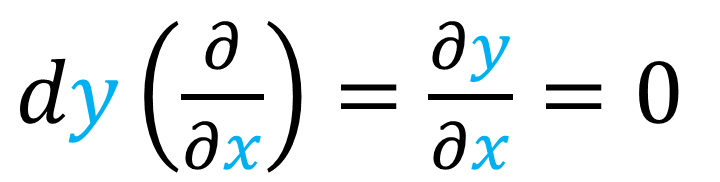 dy(∂/∂x) = ∂y/∂x = 0